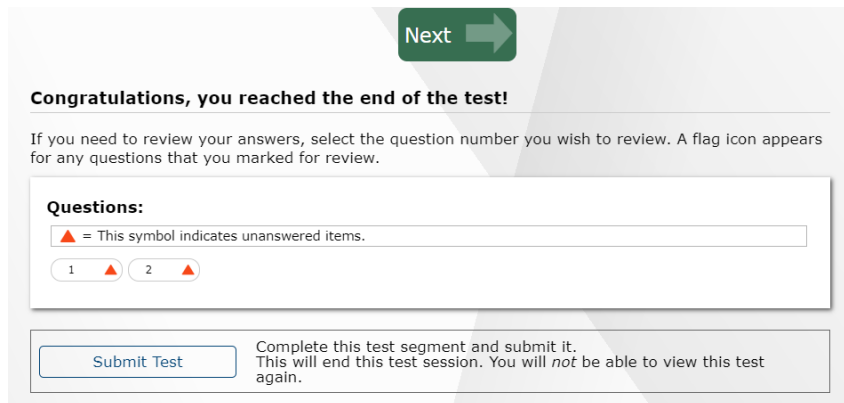 Next
Congratulations, you reached the end of the test!
If you need to review your answers, select the question number you wish to review. A flag icon appears
for any questions that you marked for review.
Questions:
= This symbol indicates unanswered items.
1 2
Submit Test
Complete this test segment and submit it.
This will end this test session. You will not be able to view this test
again.